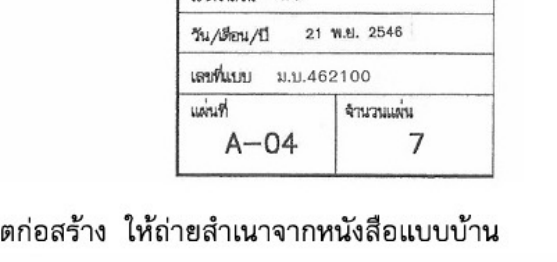 วัน/เดือน/ปี 21 พ.ย. 2546
เลขที่แบบ ม.บ.462100
แผ่นที่ จำนวนแผ่น
A-04 7
ตก่อสร้าง ให้ถ่ายสำเนาจากหนังสือแบบบ้าน